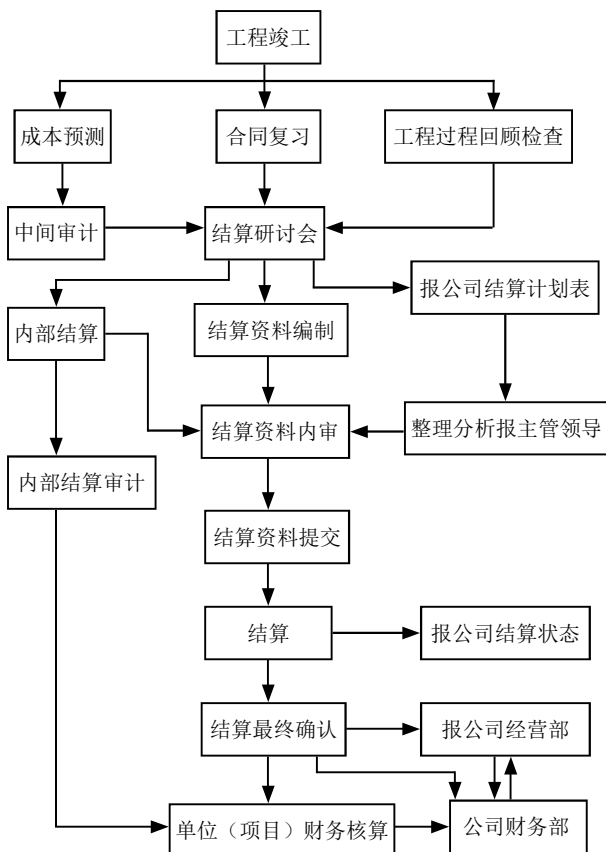 工程竣工
成本预测
合同复习
工程过程回顾检查
中间审计
结算研讨会
报公司结算计划表
内部结算
结算资料编制
结算资料内审
整理分析报主管领导
内部结算审计
结算资料提交
结算
报公司结算状态
结算最终确认
报公司经营部
单位（项目）财务核算
公司财务部